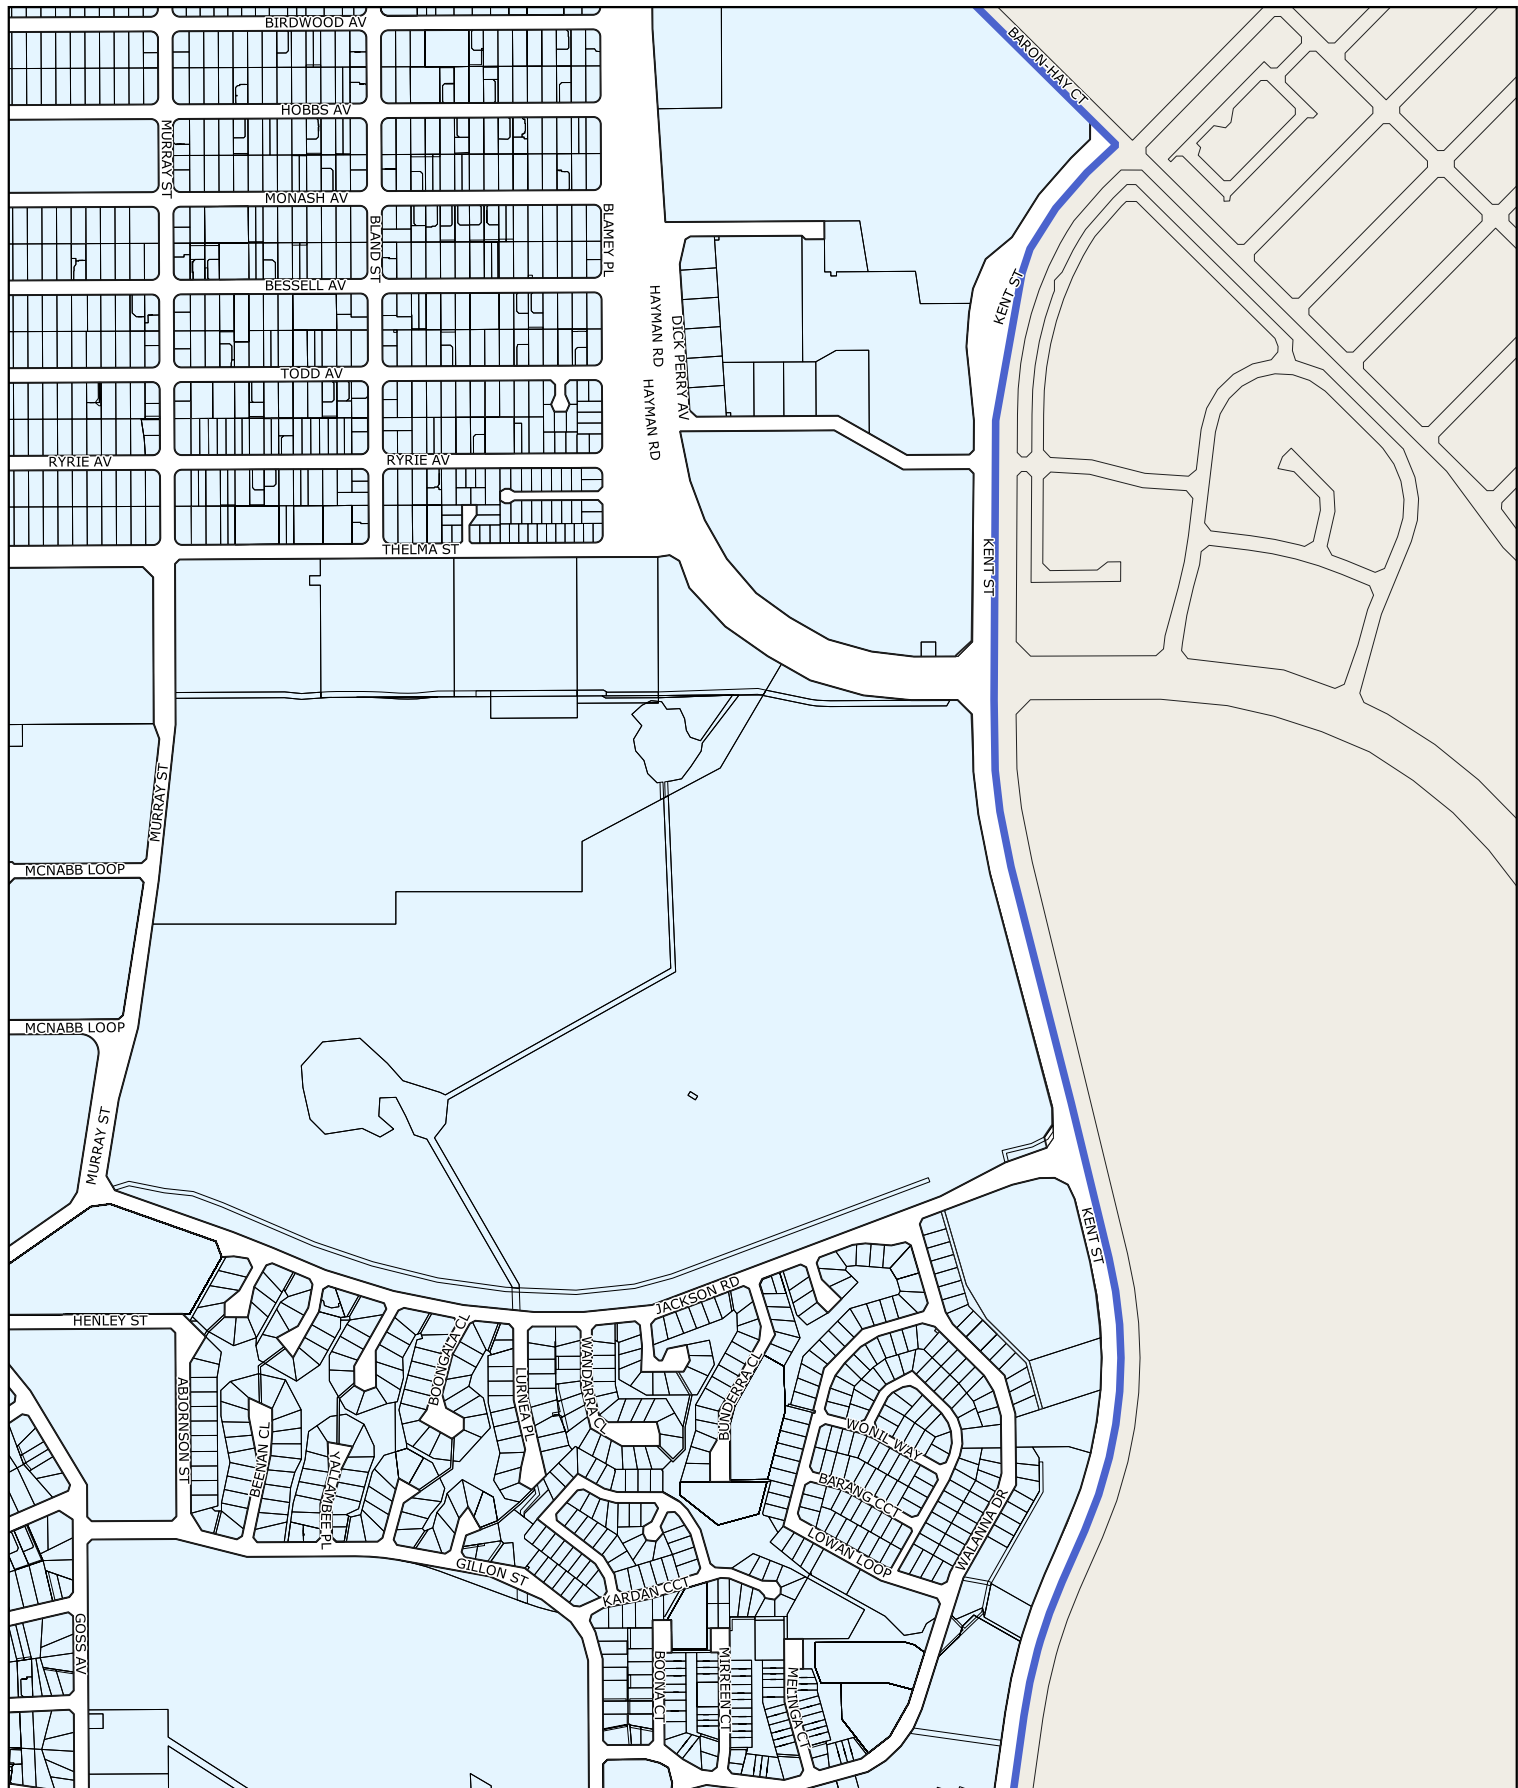 BIRDWOOD AV
BARON-HAY CT
HOBBS AV
MURRAY ST
MONASH AV
BLAND ST
BLAMEY PL
BESSELL AV
KENT ST
HAYMAN RD
DICK PERRY AV
TODD AV
HAYMAN RD
RYRIE AV
RYRIE AV
THELMA ST
KENT ST
MURRAY ST
MCNABB LOOP
MCNABB LOOP
MURRAY ST
KENT ST
JACKSON RD
HENLEY ST
BOONGALA CL
WANDARRA CL
LURNEA PL
BUNDERRA CL
ABJORNSON ST
BEENAN CL
YALLAMBEE PL
WONIL WAY
BARANG CCT
WALANNA DR
LOWAN LOOP
GILLON ST
KARDAN CCT
GOSS AV
BOONA CT
MIRREEN CT
MELINGA CT